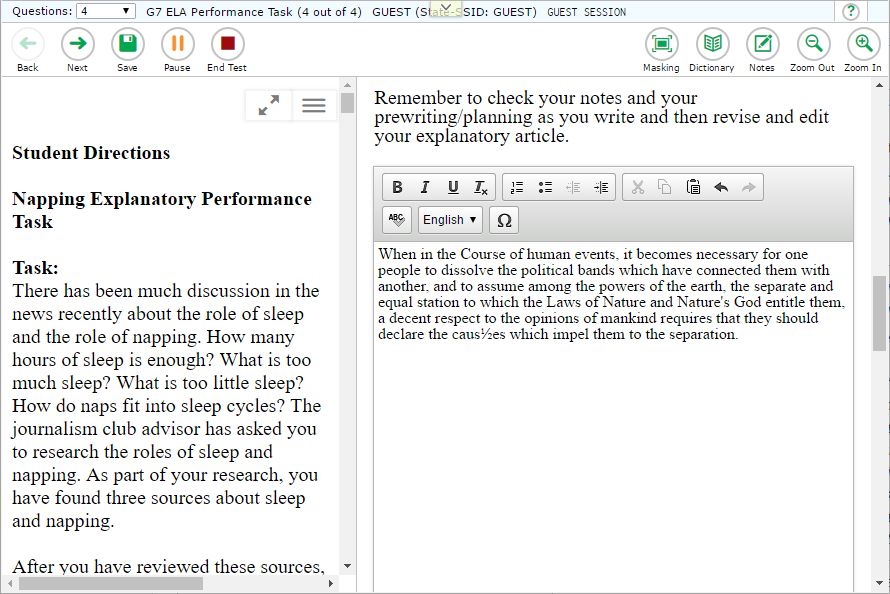 Questions: 4 G7 ELA Performance Task (4 out of 4) GUEST (State-SSID: GUEST) GUEST SESSION ?
Back Next Save Pause End Test Masking Dictionary Notes Zoom Out Zoom In
Student Directions
Napping Explanatory Performance
Task
Task:
There has been much discussion in the
news recently about the role of sleep
and the role of napping. How many
hours of sleep is enough? What is too
much sleep? What is too little sleep?
How do naps fit into sleep cycles? The
journalism club advisor has asked you
to research the roles of sleep and
napping. As part of your research, you
have found three sources about sleep
and napping.
After you have reviewed these sources,
Remember to check your notes and your
prewriting/planning as you write and then revise and edit
your explanatory article.
B I U Tx
ABC English Ω
When in the Course of human events, it becomes necessary for one
people to dissolve the political bands which have connected them with
another, and to assume among the powers of the earth, the separate and
equal station to which the Laws of Nature and Nature's God entitle them,
a decent respect to the opinions of mankind requires that they should
declare the caus½es which impel them to the separation.